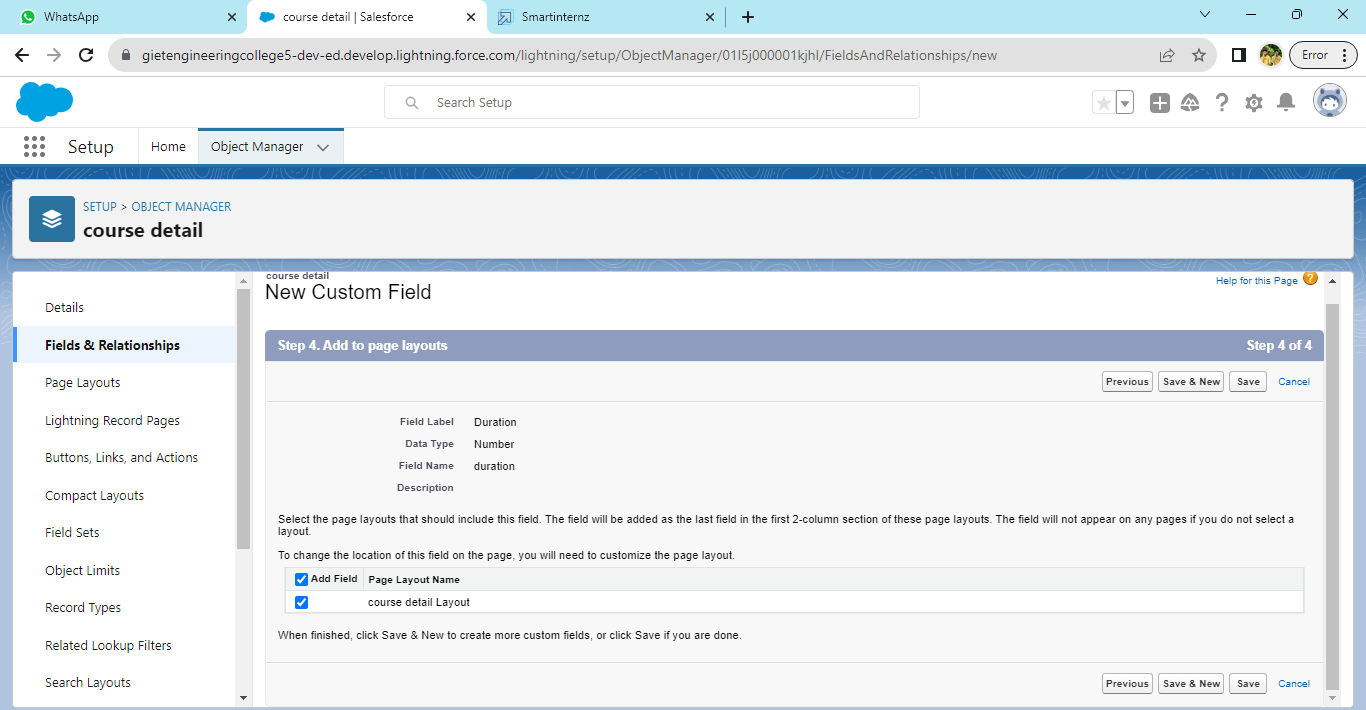 WhatsApp
course detail | Salesforce
Smartinternz
gietengineeringcollege5-dev-ed.develop.lightning.force.com/lightning/setup/ObjectManager/01I5j000001kjhl/FieldsAndRelationships/new
Error
Search Setup
Setup
Home
Object Manager
SETUP > OBJECT MANAGER
course detail
Details
Fields & Relationships
Page Layouts
Lightning Record Pages
Buttons, Links, and Actions
Compact Layouts
Field Sets
Object Limits
Record Types
Related Lookup Filters
Search Layouts
course detail
New Custom Field
Help for this Page ?
Step 4. Add to page layouts Step 4 of 4
Previous Save & New Save Cancel
Field Label Duration
Data Type Number
Field Name duration
Description
Select the page layouts that should include this field. The field will be added as the last field in the first 2-column section of these page layouts. The field will not appear on any pages if you do not select a
layout.
To change the location of this field on the page, you will need to customize the page layout.
Add Field Page Layout Name
course detail Layout
When finished, click Save & New to create more custom fields, or click Save if you are done.
Previous Save & New Save Cancel